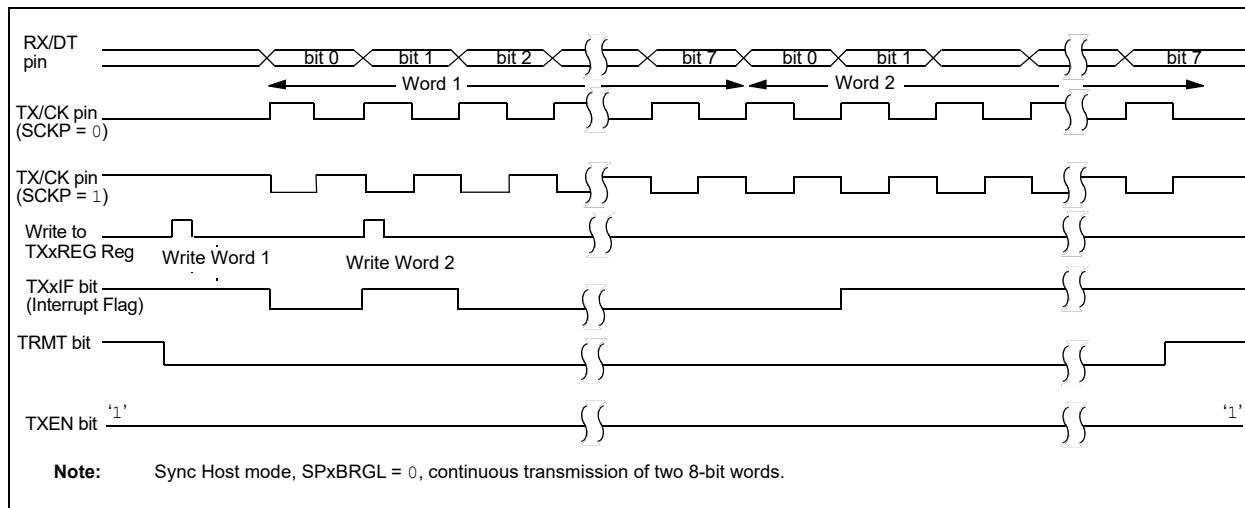 RX/DT
pin
bit 0 bit 1 bit 2 bit 7 bit 0 bit 1 bit 7
Word 1 Word 2
TX/CK pin
(SCKP = 0)
TX/CK pin
(SCKP = 1)
Write to
TXxREG Reg
Write Word 1 Write Word 2
TXxIF bit
(Interrupt Flag)
TRMT bit
TXEN bit ‘1’ ‘1’
Note: Sync Host mode, SPxBRGL = 0, continuous transmission of two 8-bit words.